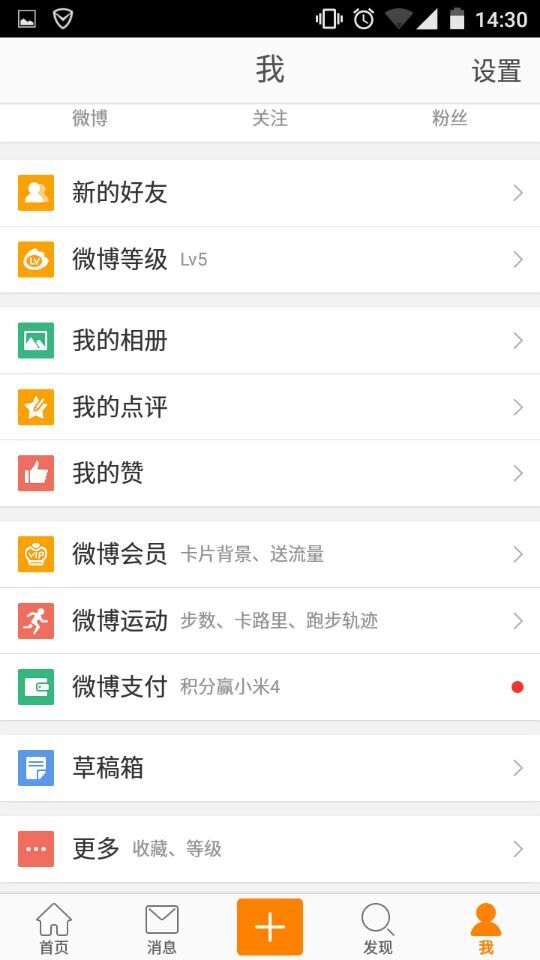 14:30
我 设置
微博 关注 粉丝
新的好友
微博等级 Lv5
我的相册
我的点评
我的赞
微博会员 卡片背景、送流量
微博运动 步数、卡路里、跑步轨迹
微博支付 积分赢小米4
草稿箱
更多 收藏、等级
首页 消息 发现 我